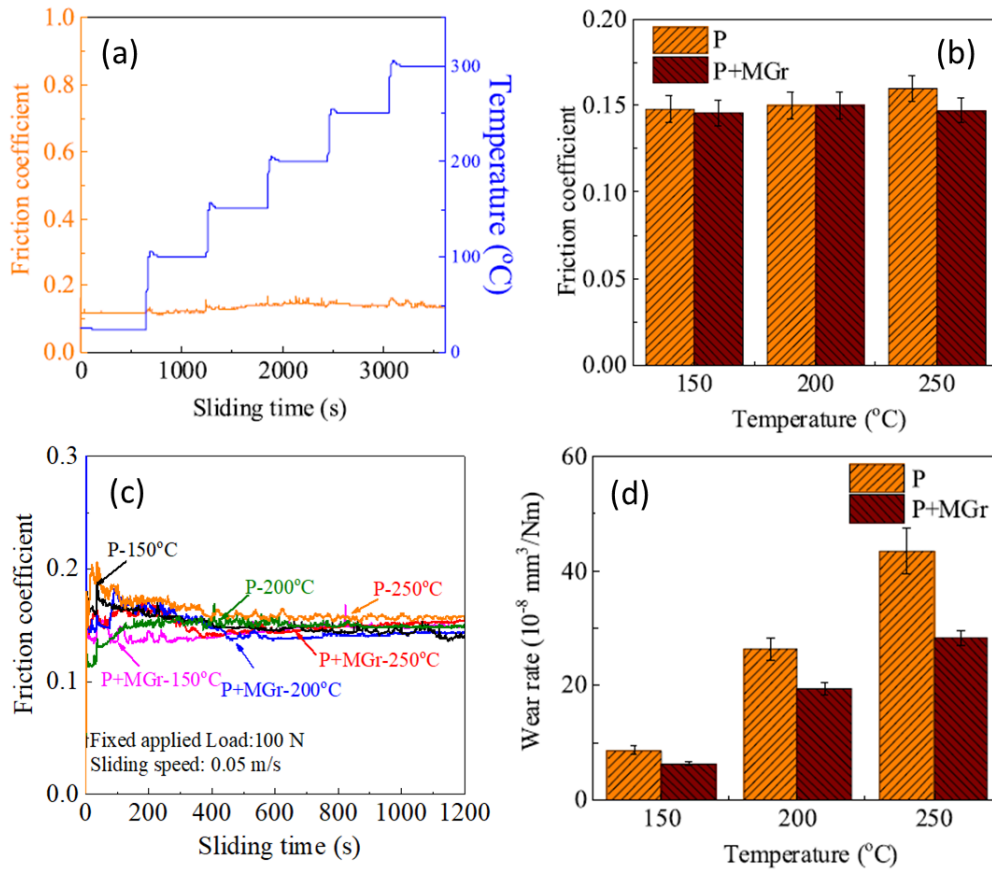 (a)
Friction coefficient
1.0
0.8
0.6
0.4
0.2
0.0
Temperature (°C)
300
200
100
0
0 1000 2000 3000
Sliding time (s)
(b)
P
P+MGr
Friction coefficient
0.20
0.15
0.10
0.05
0.00
150 200 250
Temperature (°C)
(c)
Friction coefficient
0.3
0.2
0.1
0.0
P-150°C
P-200°C
P-250°C
P+MGr-250°C
P+MGr-150°C
P+MGr-200°C
Fixed applied Load:100 N
Sliding speed: 0.05 m/s
0 200 400 600 800 1000 1200
Sliding time (s)
(d)
P
P+MGr
Wear rate (10⁻⁸ mm³/Nm)
60
40
20
0
150 200 250
Temperature (°C)